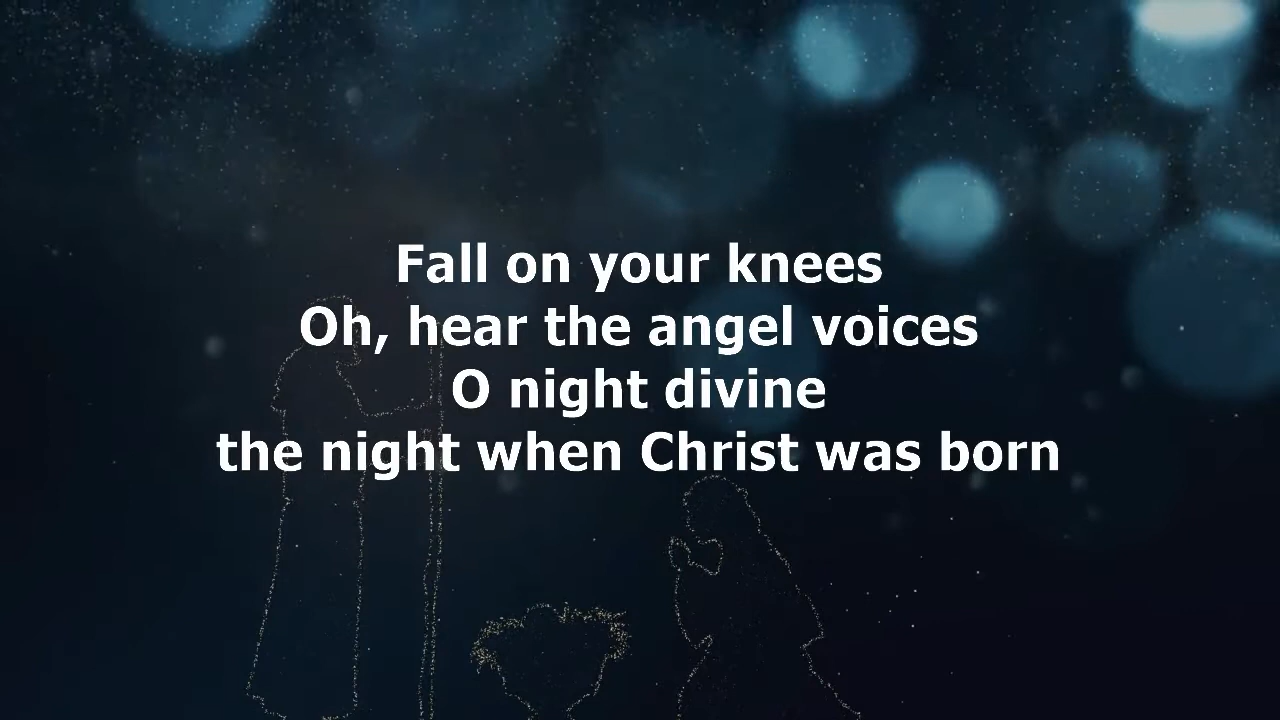 Fall on your knees
Oh, hear the angel voices
O night divine
the night when Christ was born